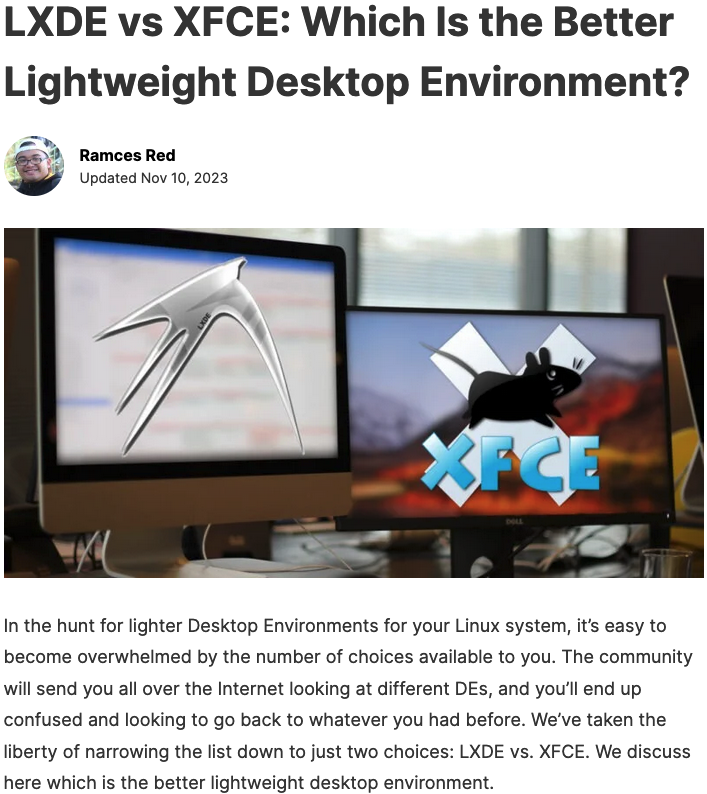 LXDE vs XFCE: Which Is the Better
Lightweight Desktop Environment?
Ramces Red
Updated Nov 10, 2023
LXDE
XFCE
DELL
In the hunt for lighter Desktop Environments for your Linux system, it’s easy to
become overwhelmed by the number of choices available to you. The community
will send you all over the Internet looking at different DEs, and you’ll end up
confused and looking to go back to whatever you had before. We’ve taken the
liberty of narrowing the list down to just two choices: LXDE vs. XFCE. We discuss
here which is the better lightweight desktop environment.